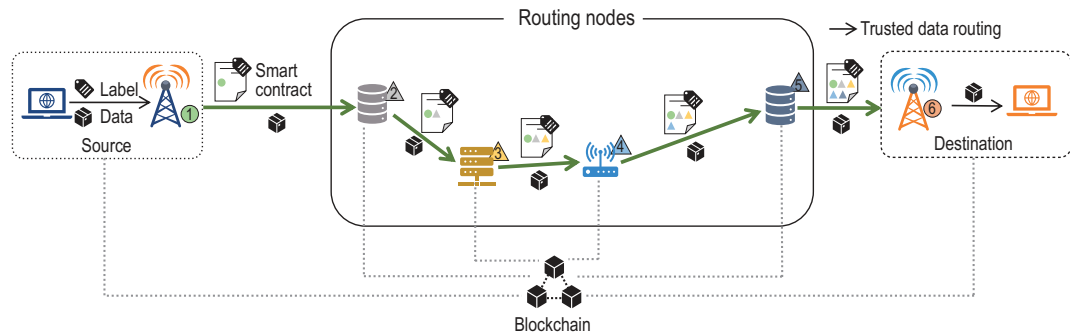 Routing nodes
Trusted data routing
Label
Data
1
Source
Smart
contract
2
3
4
5
6
Destination
Blockchain